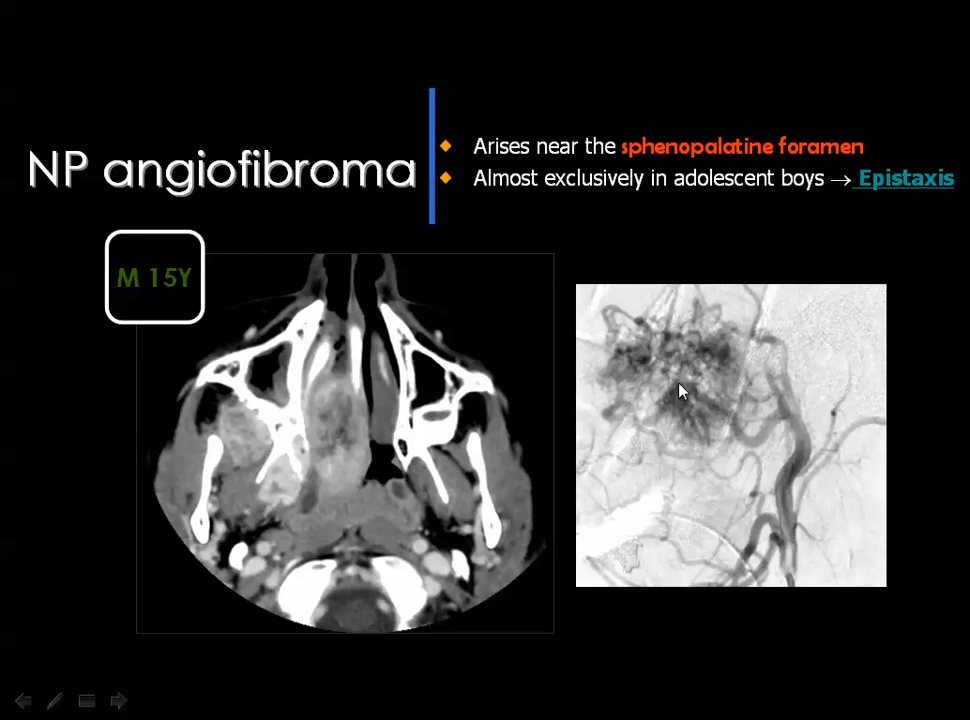 NP angiofibroma
Arises near the sphenopalatine foramen
Almost exclusively in adolescent boys → Epistaxis
M 15Y